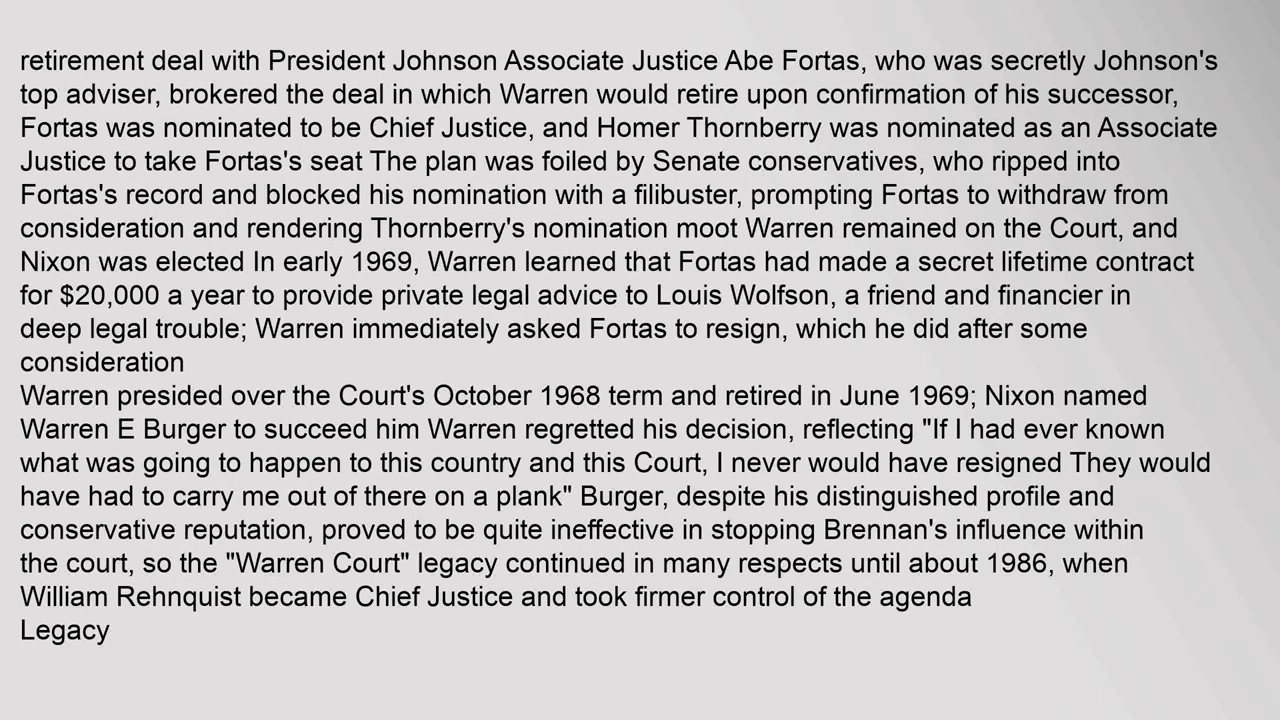 retirement deal with President Johnson Associate Justice Abe Fortas, who was secretly Johnson's
top adviser, brokered the deal in which Warren would retire upon confirmation of his successor,
Fortas was nominated to be Chief Justice, and Homer Thornberry was nominated as an Associate
Justice to take Fortas's seat The plan was foiled by Senate conservatives, who ripped into
Fortas's record and blocked his nomination with a filibuster, prompting Fortas to withdraw from
consideration and rendering Thornberry's nomination moot Warren remained on the Court, and
Nixon was elected In early 1969, Warren learned that Fortas had made a secret lifetime contract
for $20,000 a year to provide private legal advice to Louis Wolfson, a friend and financier in
deep legal trouble; Warren immediately asked Fortas to resign, which he did after some
consideration
Warren presided over the Court's October 1968 term and retired in June 1969; Nixon named
Warren E Burger to succeed him Warren regretted his decision, reflecting "If I had ever known
what was going to happen to this country and this Court, I never would have resigned They would
have had to carry me out of there on a plank" Burger, despite his distinguished profile and
conservative reputation, proved to be quite ineffective in stopping Brennan's influence within
the court, so the "Warren Court" legacy continued in many respects until about 1986, when
William Rehnquist became Chief Justice and took firmer control of the agenda
Legacy